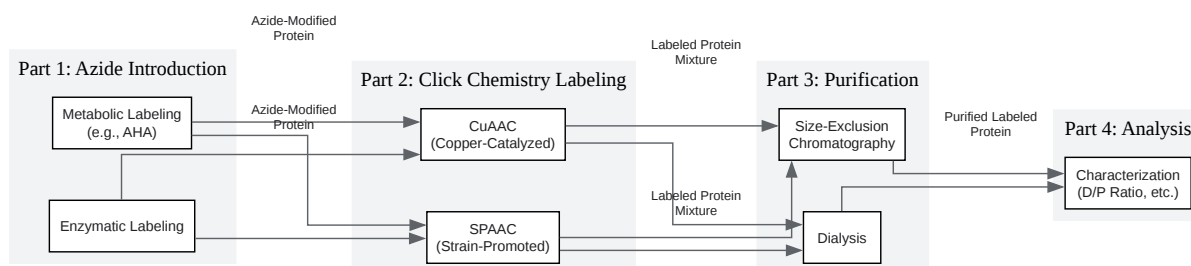 Azide-Modified
Protein
Part 1: Azide Introduction
Metabolic Labeling
(e.g., AHA)
Enzymatic Labeling
Azide-Modified
Protein
Part 2: Click Chemistry Labeling
CuAAC
(Copper-Catalyzed)
SPAAC
(Strain-Promoted)
Labeled Protein
Mixture
Labeled Protein
Mixture
Part 3: Purification
Size-Exclusion
Chromatography
Dialysis
Purified Labeled
Protein
Part 4: Analysis
Characterization
(D/P Ratio, etc.)